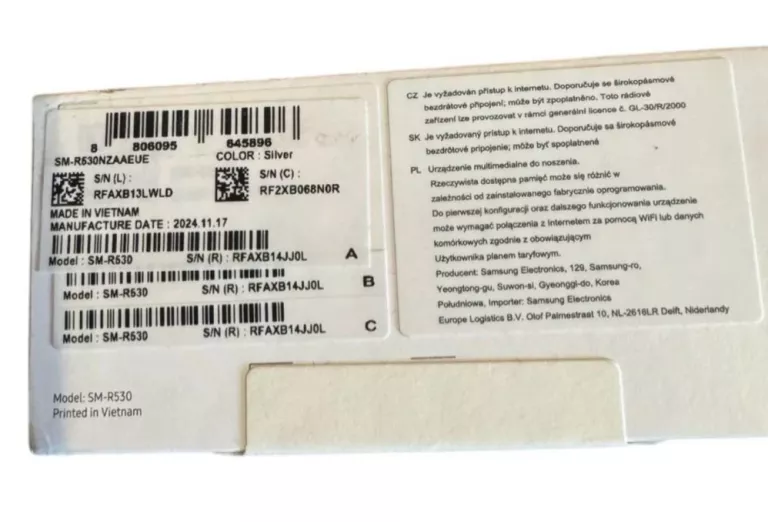 8 806095 645896
SM-R530NZAAEUE COLOR : Silver
S/N (L) : S/N (C) :
RFAXB13LWLD RF2XB068N0R
MADE IN VIETNAM
MANUFACTURE DATE : 2024.11.17
Model: SM-R530 S/N (R) : RFAXB14JJ0L A
Model : SM-R530 S/N (R) : RFAXB14JJ0L B
Model : SM-R530 S/N (R) : RFAXB14JJ0L C
Model: SM-R530
Printed in Vietnam
CZ Je vyžadován přístup k internetu. Doporučuje se širokopásmové
bezdrátové připojení; může být zpoplatněno. Toto rádiové
zařízení lze provozovat v rámci generální licence č. GL-30/R/2000
SK Je vyžadovaný prístup k internetu. Doporučuje sa širokopásmové
bezdrôtové pripojenie; môže byť spoplatnené
PL Urządzenie multimedialne do noszenia.
Rzeczywista dostępna pamięć może się różnić w
zależności od zainstalowanego fabrycznie oprogramowania.
Do pierwszej konfiguracji oraz dalszego funkcjonowania urządzenie
może wymagać połączenia z Internetem za pomocą WiFi lub danych
komórkowych zgodnie z obowiązującym
Użytkownika planem taryfowym.
Producent: Samsung Electronics, 129, Samsung-ro,
Yeongtong-gu, Suwon-si, Gyeonggi-do, Korea
Południowa, Importer: Samsung Electronics
Europe Logistics B.V. Olof Palmestraat 10, NL-2616LR Delft, Niderlandy